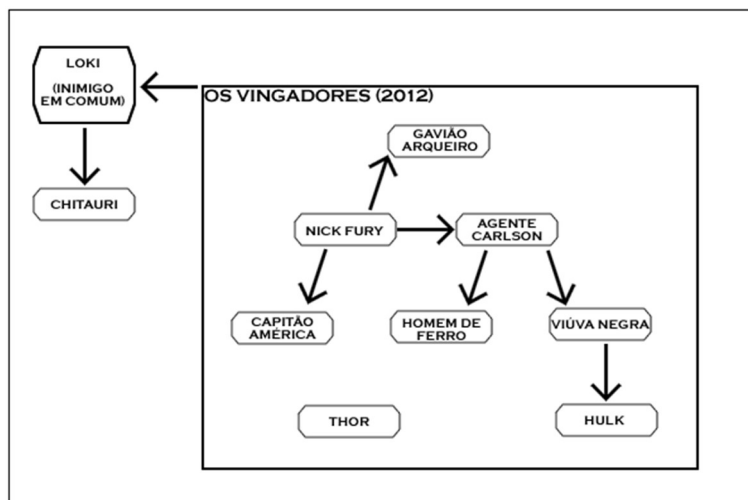 LOKI
(INIMIGO
EM COMUM)
OS VINGADORES (2012)
GAVIÃO
ARQUEIRO
CHITAURI
NICK FURY
AGENTE
CARLSON
CAPITÃO
AMÉRICA
HOMEM DE
FERRO
VIÚVA NEGRA
THOR
HULK